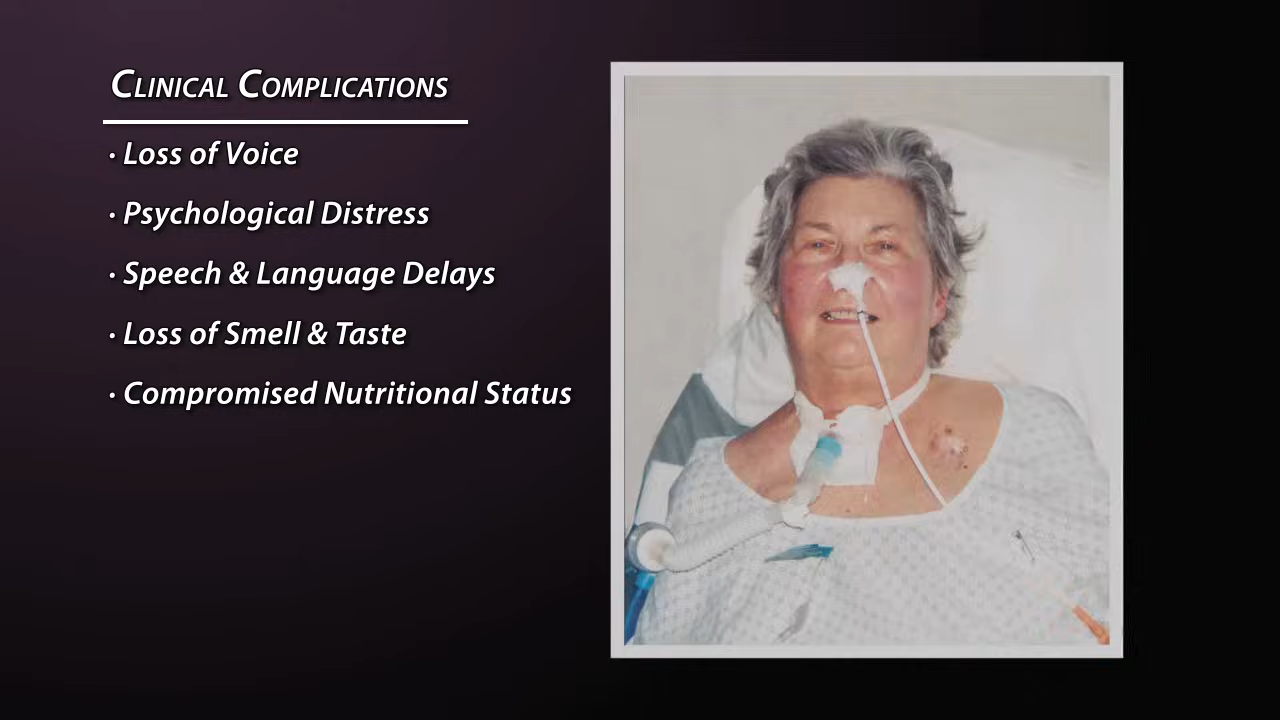 Clinical Complications
· Loss of Voice
· Psychological Distress
· Speech & Language Delays
· Loss of Smell & Taste
· Compromised Nutritional Status